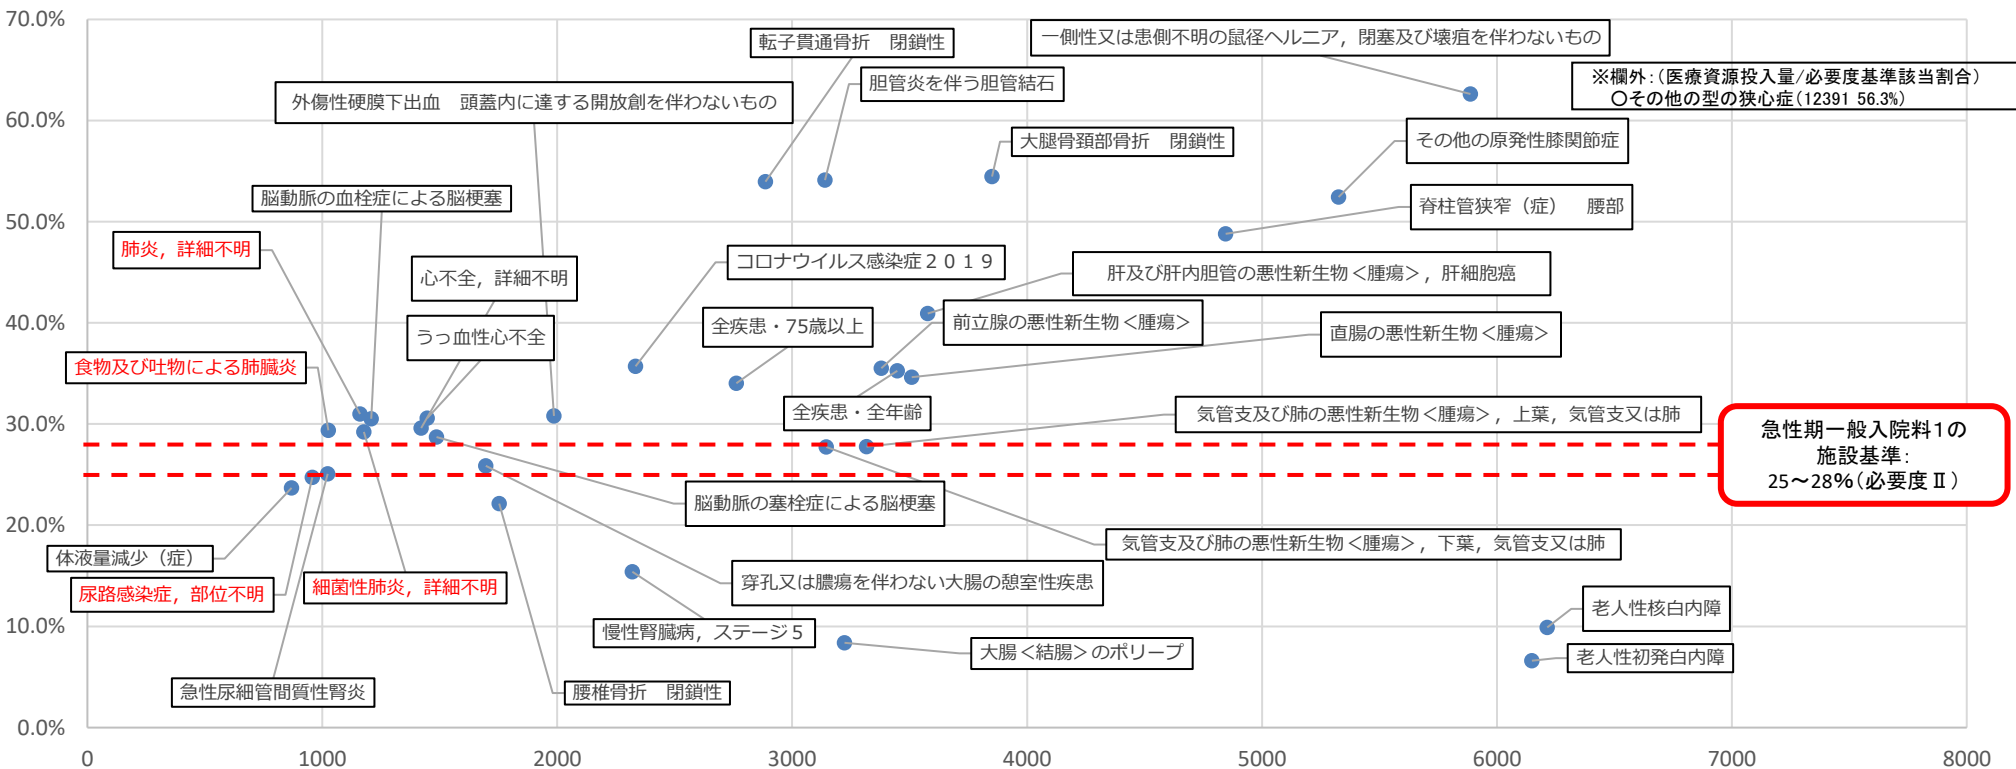 70.0%
60.0%
50.0%
40.0%
30.0%
20.0%
10.0%
0.0%
0
1000
2000
3000
4000
5000
6000
7000
8000
転子貫通骨折　閉鎖性
一側性又は患側不明の鼠径ヘルニア，閉塞及び壊疽を伴わないもの
※欄外：（医療資源投入量/必要度基準該当割合）
〇その他の型の狭心症（12391 56.3%）
外傷性硬膜下出血　頭蓋内に達する開放創を伴わないもの
胆管炎を伴う胆管結石
大腿骨頚部骨折　閉鎖性
その他の原発性膝関節症
脳動脈の血栓症による脳梗塞
脊柱管狭窄（症）　腰部
肺炎，詳細不明
心不全，詳細不明
コロナウイルス感染症２０１９
肝及び肝内胆管の悪性新生物＜腫瘍＞，肝細胞癌
うっ血性心不全
全疾患・75歳以上
前立腺の悪性新生物＜腫瘍＞
直腸の悪性新生物＜腫瘍＞
食物及び吐物による肺臓炎
全疾患・全年齢
気管支及び肺の悪性新生物＜腫瘍＞，上葉，気管支又は肺
急性期一般入院料1の
施設基準：
25～28%（必要度Ⅱ）
脳動脈の塞栓症による脳梗塞
気管支及び肺の悪性新生物＜腫瘍＞，下葉，気管支又は肺
体液量減少（症）
尿路感染症，部位不明
細菌性肺炎，詳細不明
穿孔又は膿瘍を伴わない大腸の憩室性疾患
慢性腎臓病，ステージ５
大腸＜結腸＞のポリープ
老人性核白内障
老人性初発白内障
急性尿細管間質性腎炎
腰椎骨折　閉鎖性